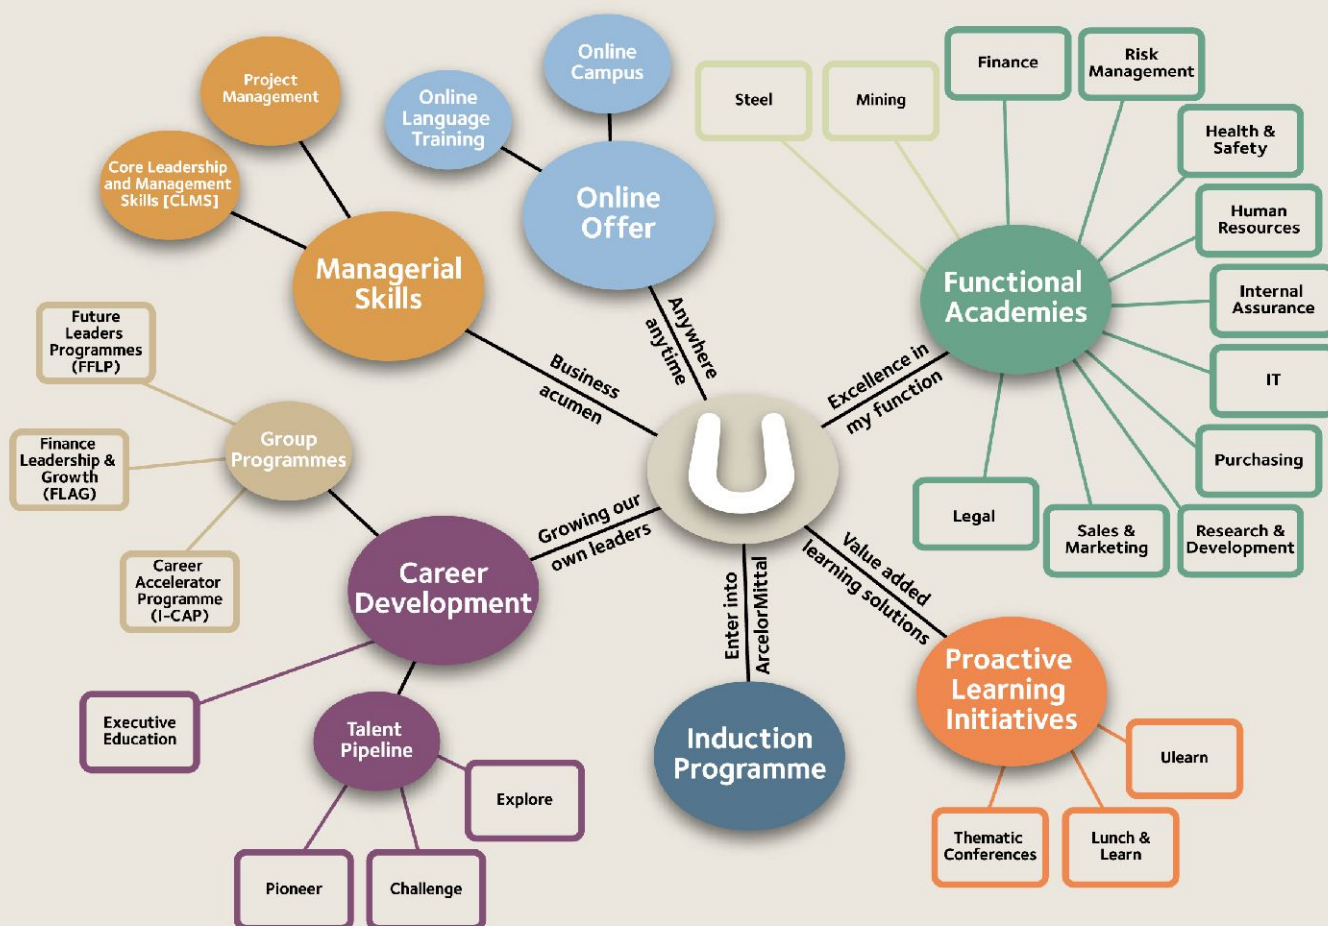 Project
Management
Core Leadership
and Management
Skills [CLMS]
Managerial
Skills
Online
Language
Training
Online
Campus
Online
Offer
Steel
Mining
Finance
Risk
Management
Health &
Safety
Human
Resources
Internal
Assurance
IT
Purchasing
Research &
Development
Sales &
Marketing
Legal
Functional
Academies
Business
acumen
Anywhere
anytime
Excellence in
my function
U
Future
Leaders
Programmes
(FFLP)
Finance
Leadership &
Growth
(FLAG)
Career
Accelerator
Programme
(I-CAP)
Group
Programmes
Growing our
own leaders
Career
Development
Executive
Education
Talent
Pipeline
Explore
Pioneer
Challenge
Enter into
ArcelorMittal
Induction
Programme
Value added
learning solutions
Proactive
Learning
Initiatives
Ulearn
Thematic
Conferences
Lunch &
Learn